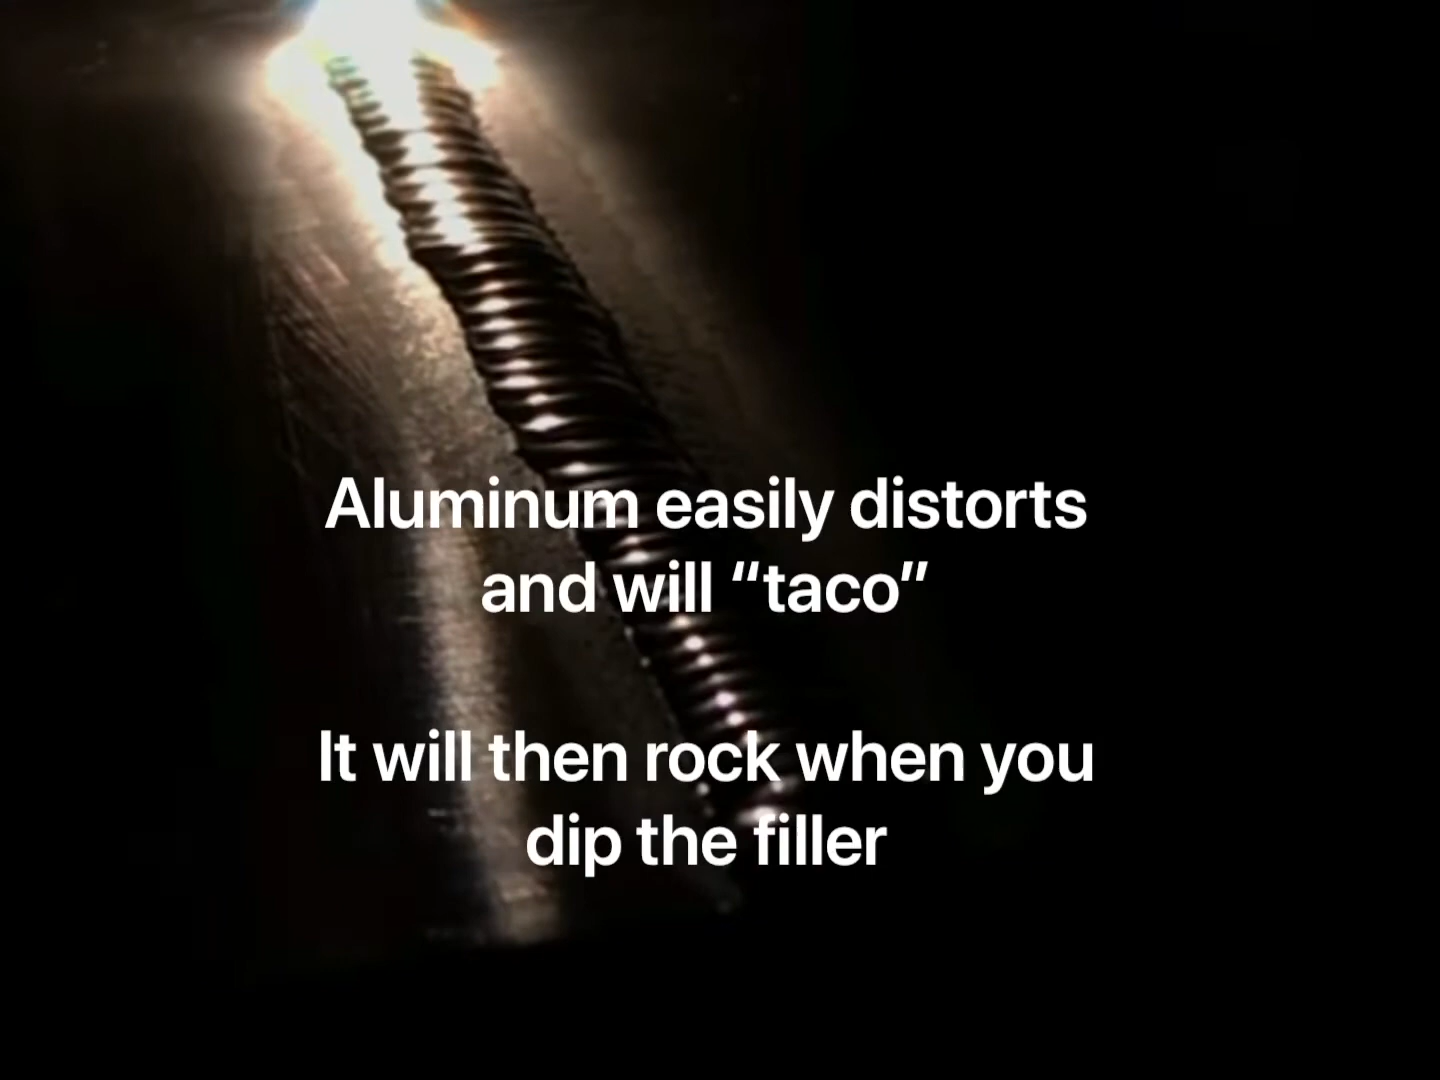 Aluminum easily distorts
and will “taco”
It will then rock when you
dip the filler